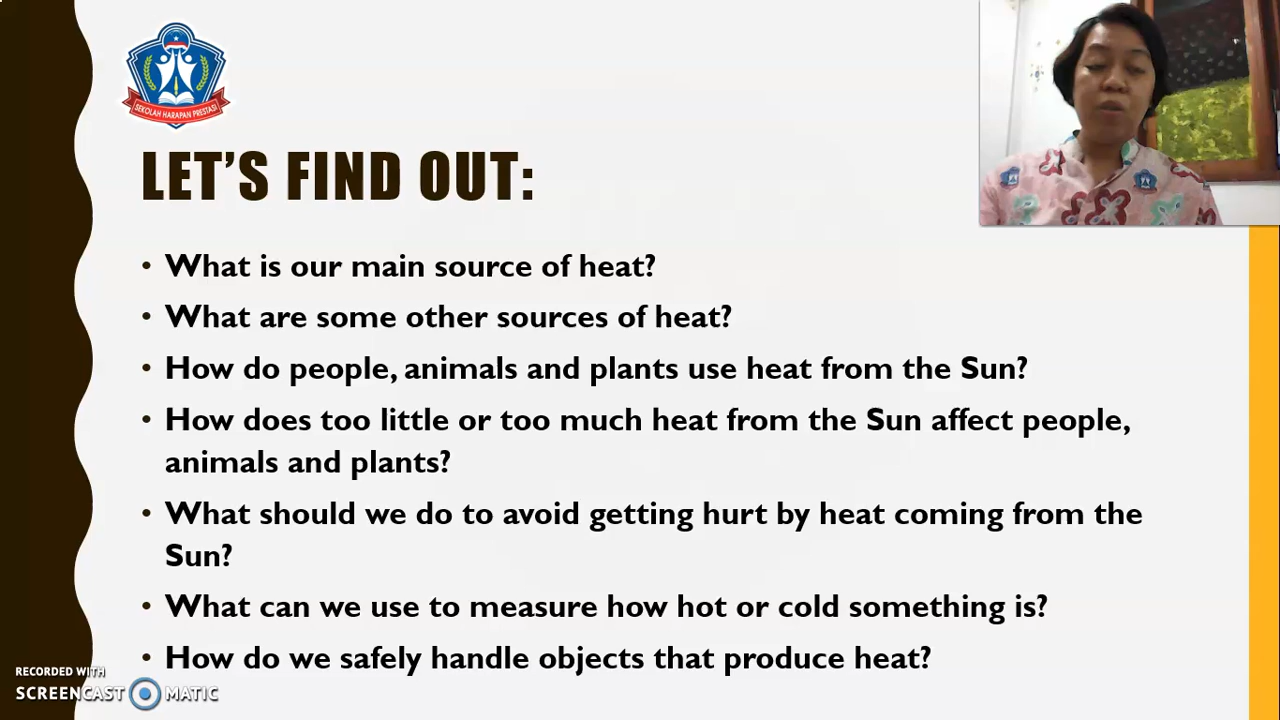 SEKOLAH HARAPAN PRESTASI
LET'S FIND OUT:
• What is our main source of heat?
• What are some other sources of heat?
• How do people, animals and plants use heat from the Sun?
• How does too little or too much heat from the Sun affect people,
animals and plants?
• What should we do to avoid getting hurt by heat coming from the
Sun?
• What can we use to measure how hot or cold something is?
• How do we safely handle objects that produce heat?
RECORDED WITH
SCREENCAST MATIC